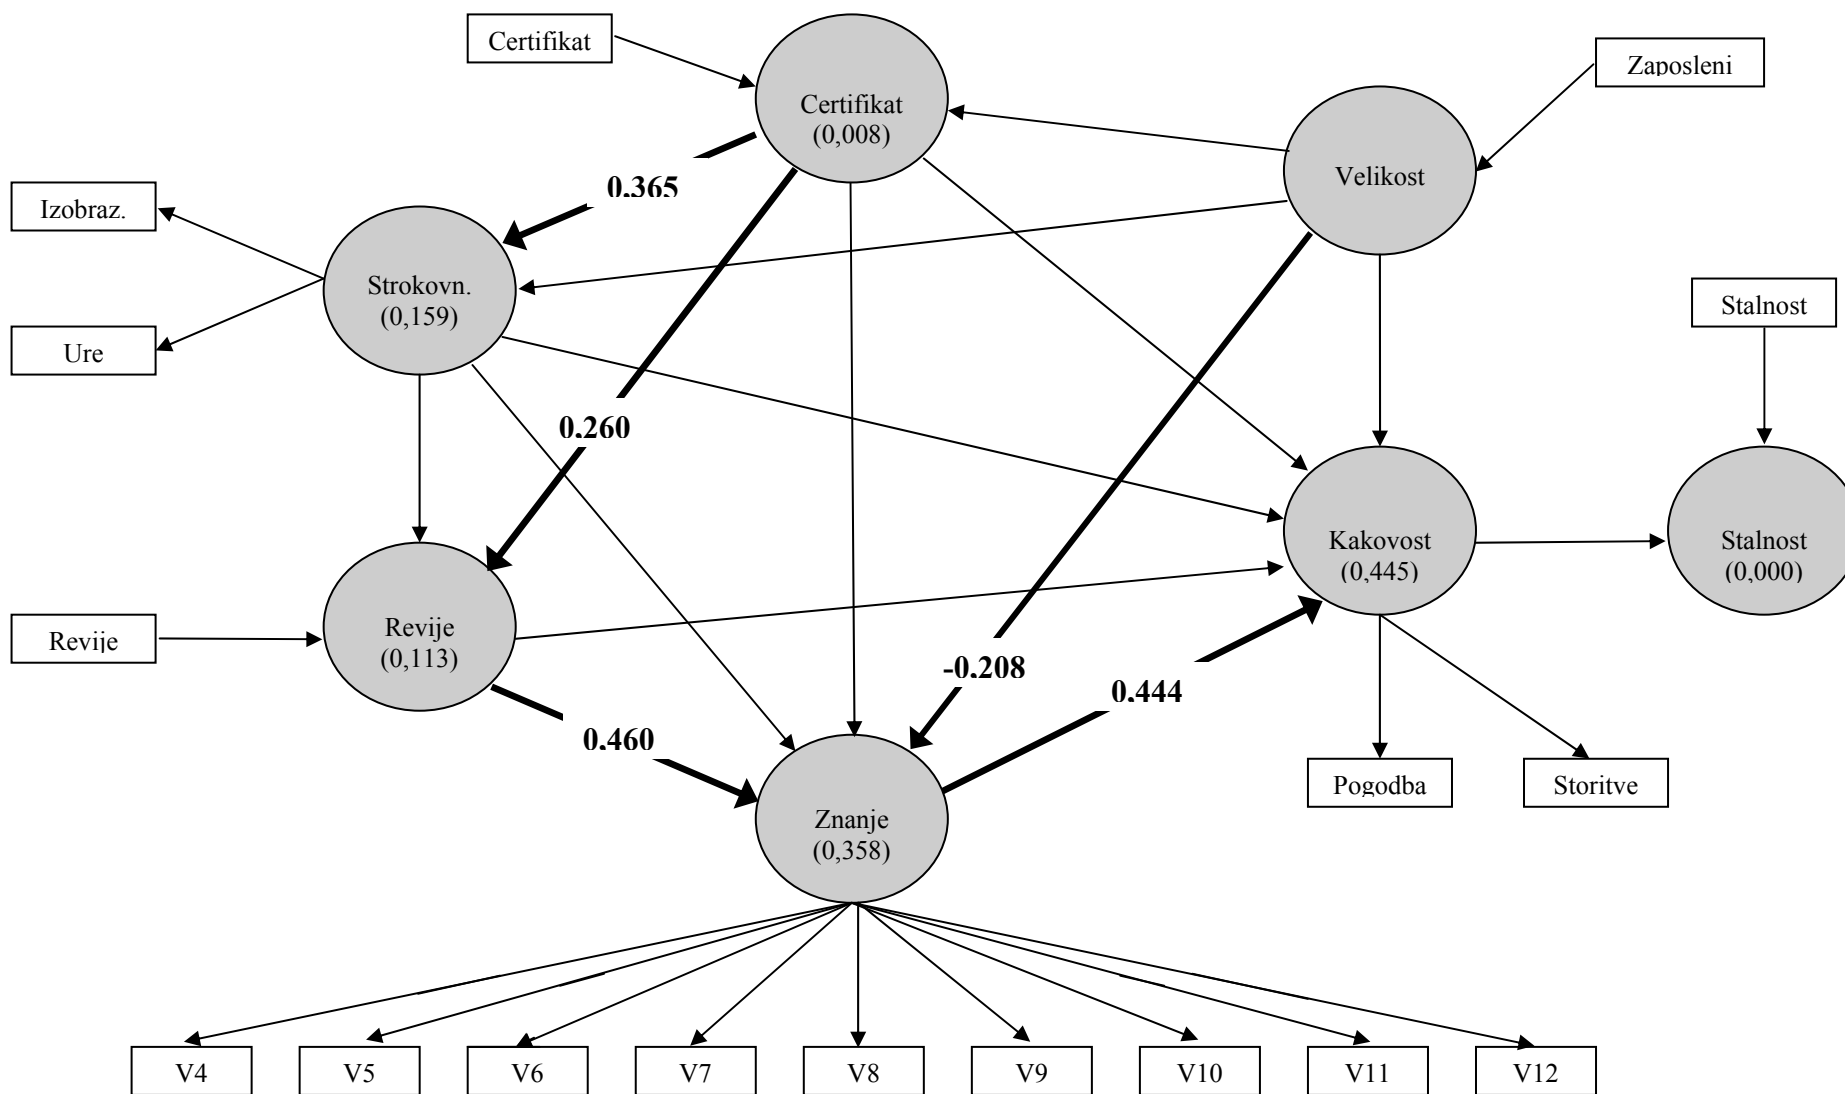 Certifikat
Zaposleni
Certifikat
(0,008)
Velikost
0,365
Izobraz.
Strokovn.
(0,159)
Stalnost
Ure
0,260
Kakovost
(0,445)
Stalnost
(0,000)
Revije
Revije
(0,113)
-0,208
0,444
0,460
Pogodba
Storitve
Znanje
(0,358)
V4
V5
V6
V7
V8
V9
V10
V11
V12